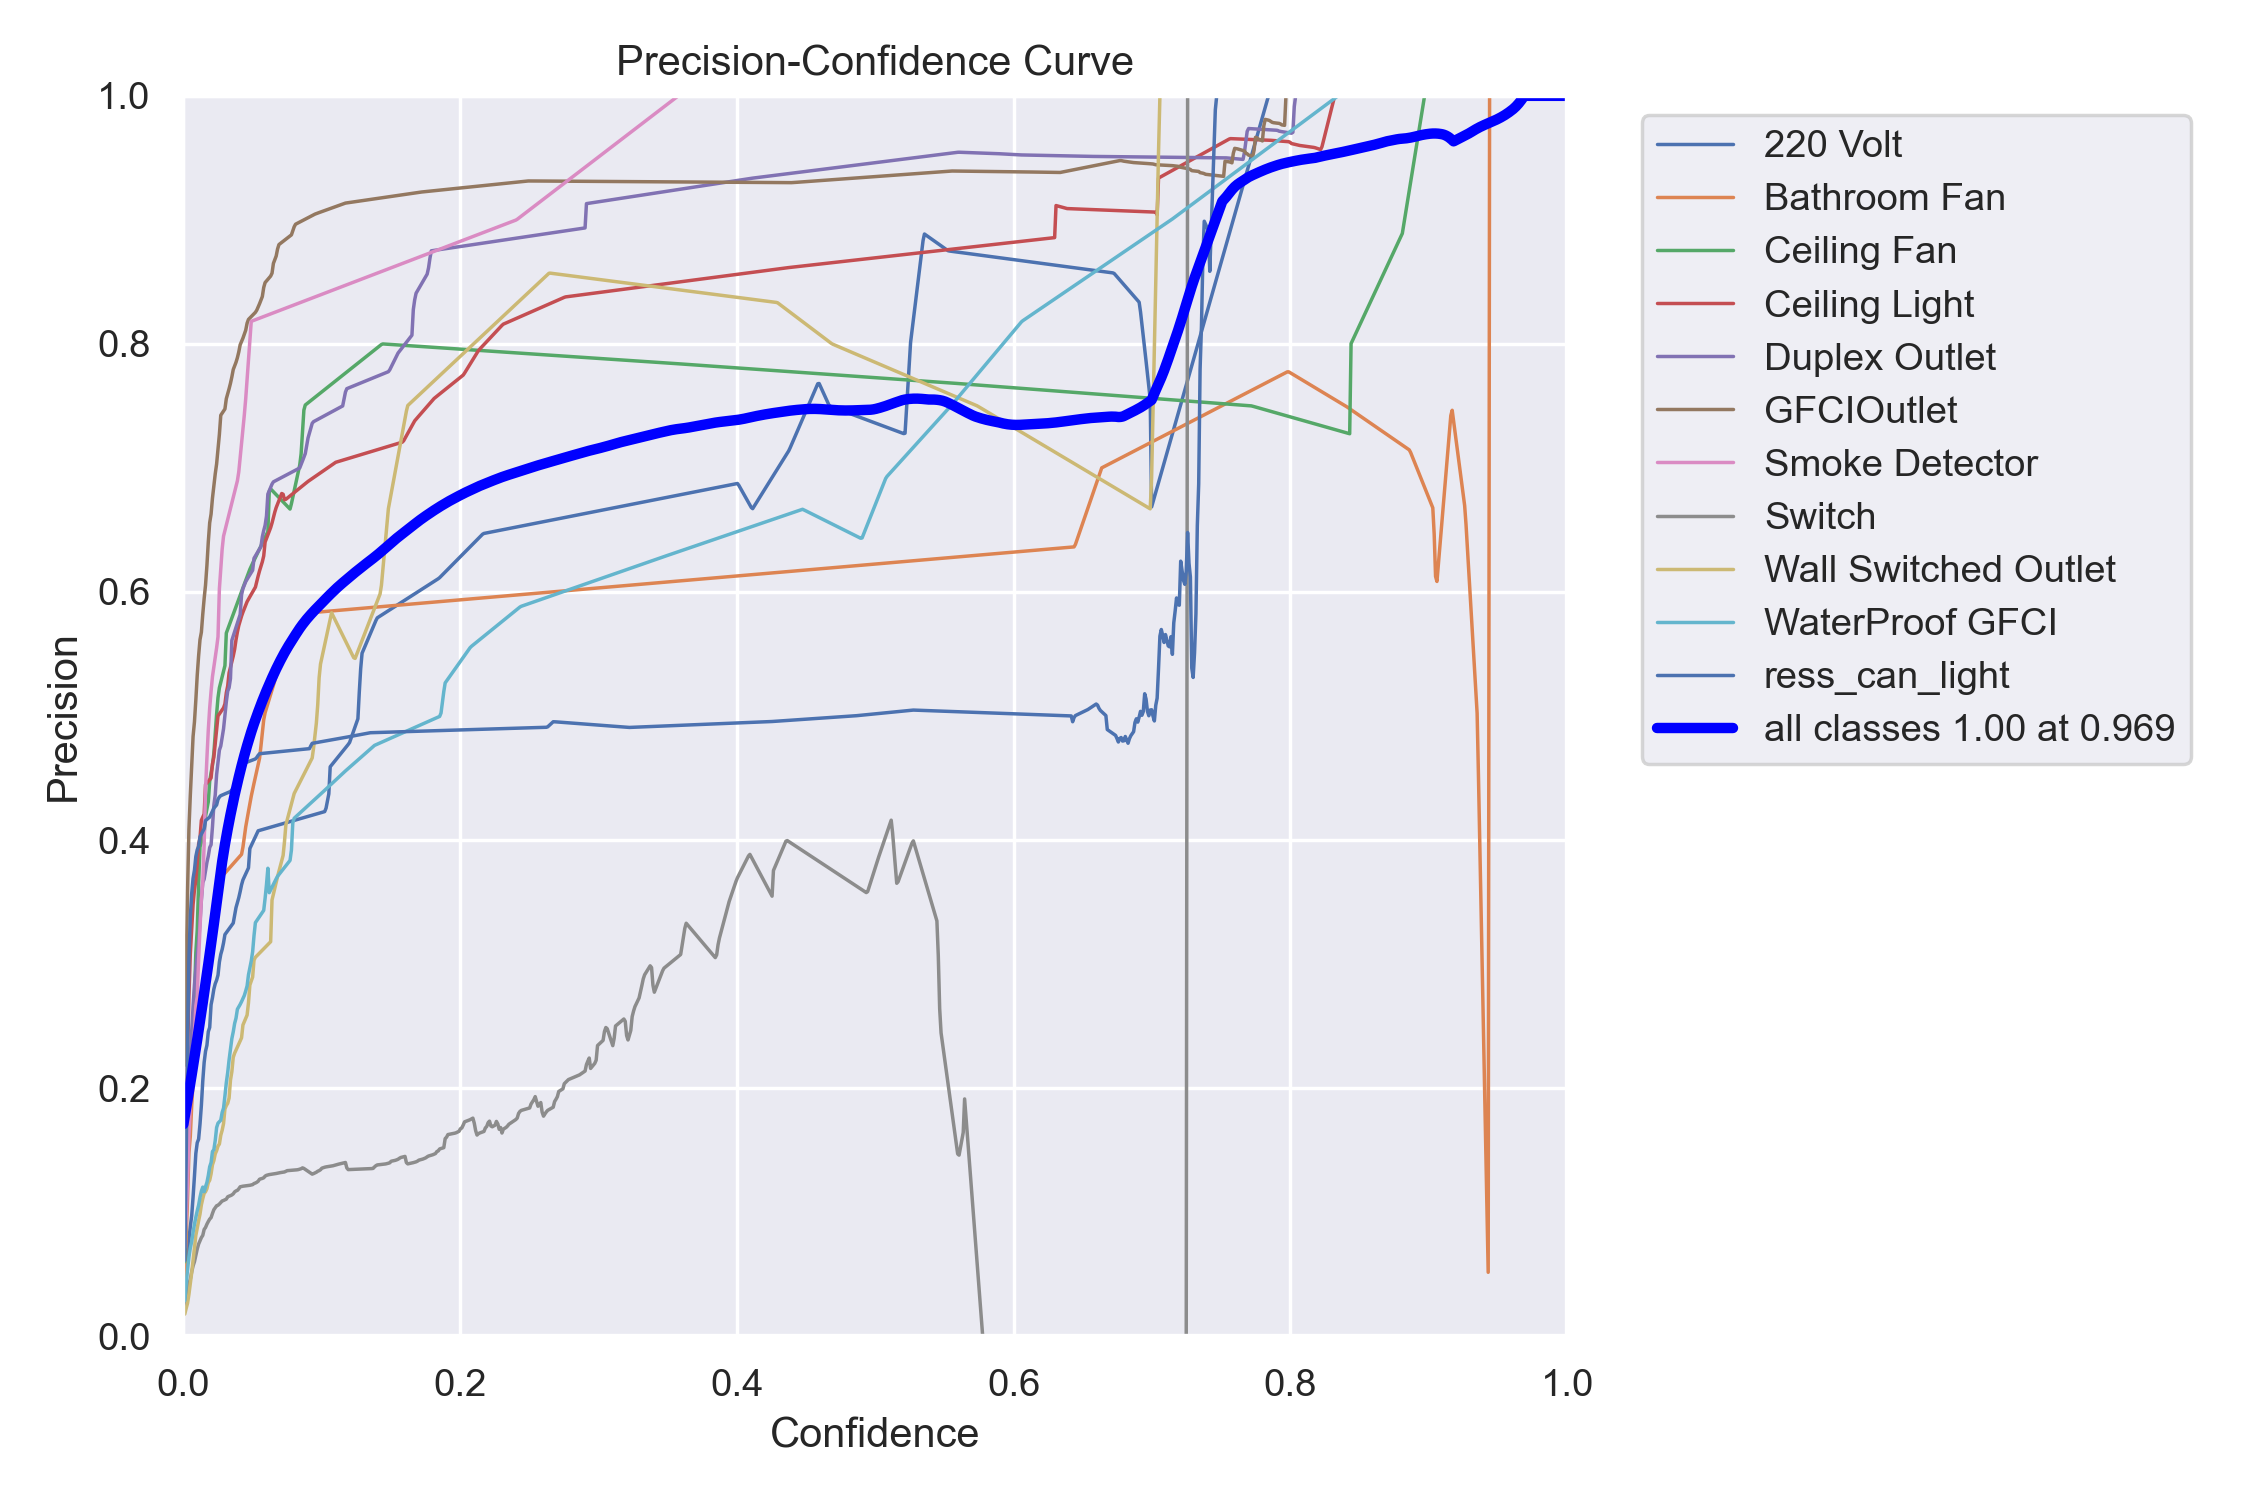 Precision-Confidence Curve
1.0
0.8
0.6
0.4
0.2
0.0
Precision
0.0 0.2 0.4 0.6 0.8 1.0
Confidence
220 Volt
Bathroom Fan
Ceiling Fan
Ceiling Light
Duplex Outlet
GFCIOutlet
Smoke Detector
Switch
Wall Switched Outlet
WaterProof GFCI
ress_can_light
all classes 1.00 at 0.969